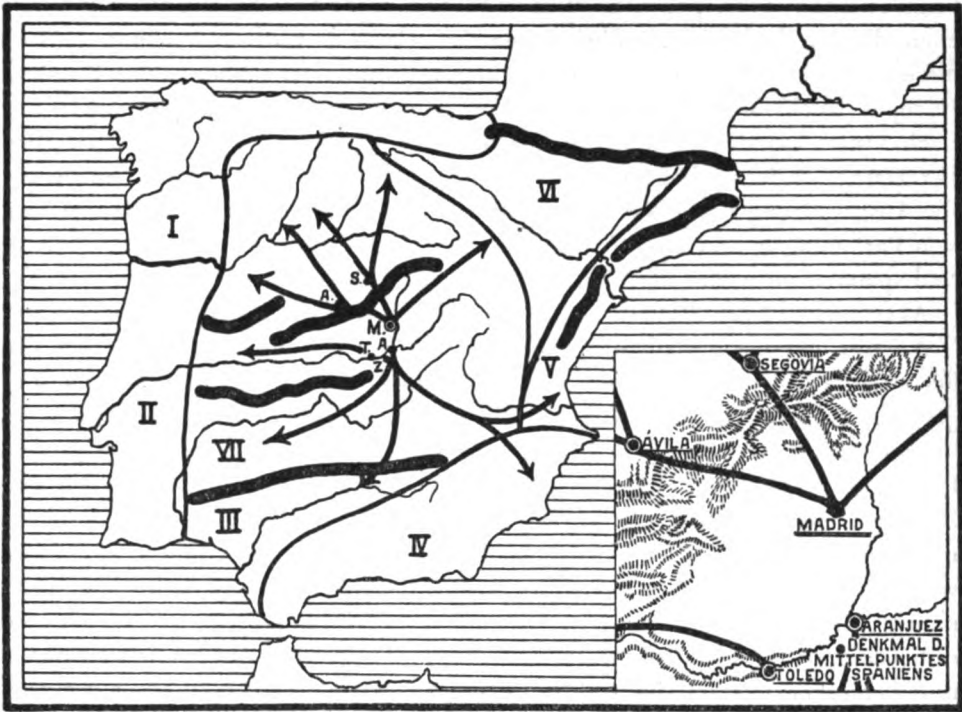 VI
I
S.
A.
M.
A.
T.
Z.
V
II
VII
III
IV
SEGOVIA
ÁVILA
MADRID
ARANJUEZ
DENKMAL D.
MITTELPUNKTES
TOLEDO SPANIENS